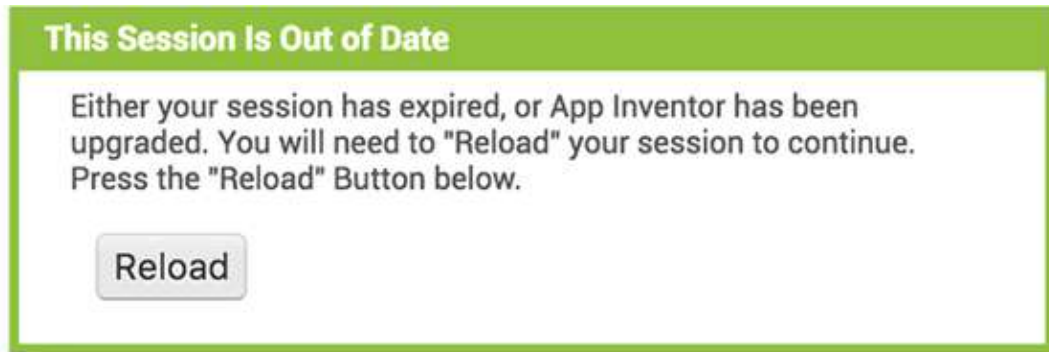 This Session Is Out of Date
Either your session has expired, or App Inventor has been
upgraded. You will need to "Reload" your session to continue.
Press the "Reload" Button below.
Reload